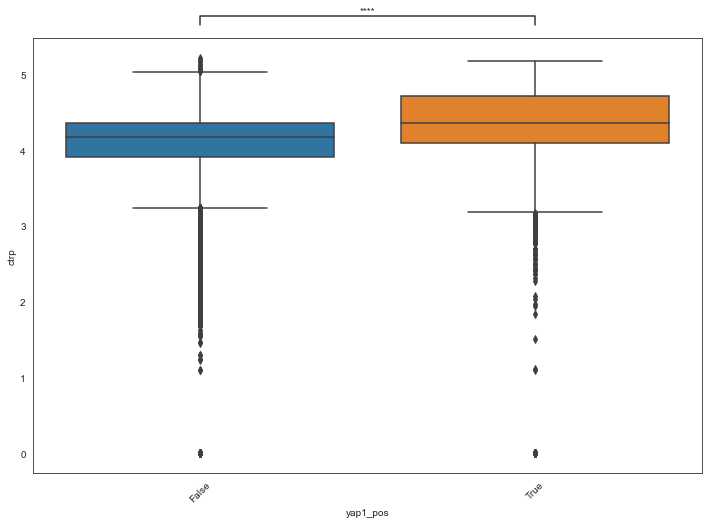 ****
5
4
3
2
1
0
ctrp
False
True
yap1_pos